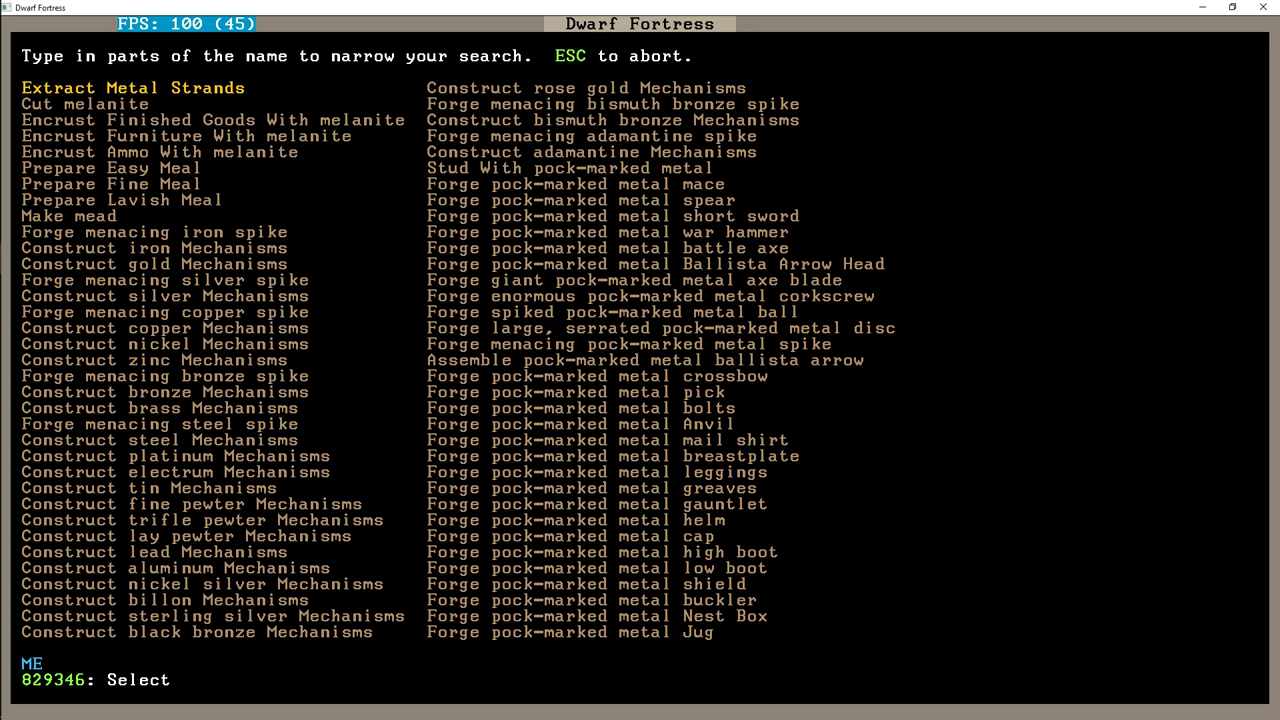 Dwarf Fortress
FPS: 100 (45)
Dwarf Fortress
Type in parts of the name to narrow your search. ESC to abort.
Extract Metal Strands
Cut melanite
Encrust Finished Goods With melanite
Encrust Furniture With melanite
Encrust Ammo With melanite
Prepare Easy Meal
Prepare Fine Meal
Prepare Lavish Meal
Make mead
Forge menacing iron spike
Construct iron Mechanisms
Construct gold Mechanisms
Forge menacing silver spike
Construct silver Mechanisms
Forge menacing copper spike
Construct copper Mechanisms
Construct nickel Mechanisms
Construct zinc Mechanisms
Forge menacing bronze spike
Construct bronze Mechanisms
Construct brass Mechanisms
Forge menacing steel spike
Construct steel Mechanisms
Construct platinum Mechanisms
Construct electrum Mechanisms
Construct tin Mechanisms
Construct fine pewter Mechanisms
Construct trifle pewter Mechanisms
Construct lay pewter Mechanisms
Construct lead Mechanisms
Construct aluminum Mechanisms
Construct nickel silver Mechanisms
Construct billon Mechanisms
Construct sterling silver Mechanisms
Construct black bronze Mechanisms
Construct rose gold Mechanisms
Forge menacing bismuth bronze spike
Construct bismuth bronze Mechanisms
Forge menacing adamantine spike
Construct adamantine Mechanisms
Stud With pock-marked metal
Forge pock-marked metal mace
Forge pock-marked metal spear
Forge pock-marked metal short sword
Forge pock-marked metal war hammer
Forge pock-marked metal battle axe
Forge pock-marked metal Ballista Arrow Head
Forge giant pock-marked metal axe blade
Forge enormous pock-marked metal corkscrew
Forge spiked pock-marked metal ball
Forge large, serrated pock-marked metal disc
Forge menacing pock-marked metal spike
Assemble pock-marked metal ballista arrow
Forge pock-marked metal crossbow
Forge pock-marked metal pick
Forge pock-marked metal bolts
Forge pock-marked metal Anvil
Forge pock-marked metal mail shirt
Forge pock-marked metal breastplate
Forge pock-marked metal leggings
Forge pock-marked metal greaves
Forge pock-marked metal gauntlet
Forge pock-marked metal helm
Forge pock-marked metal cap
Forge pock-marked metal high boot
Forge pock-marked metal low boot
Forge pock-marked metal shield
Forge pock-marked metal buckler
Forge pock-marked metal Nest Box
Forge pock-marked metal Jug
ME
829346: Select